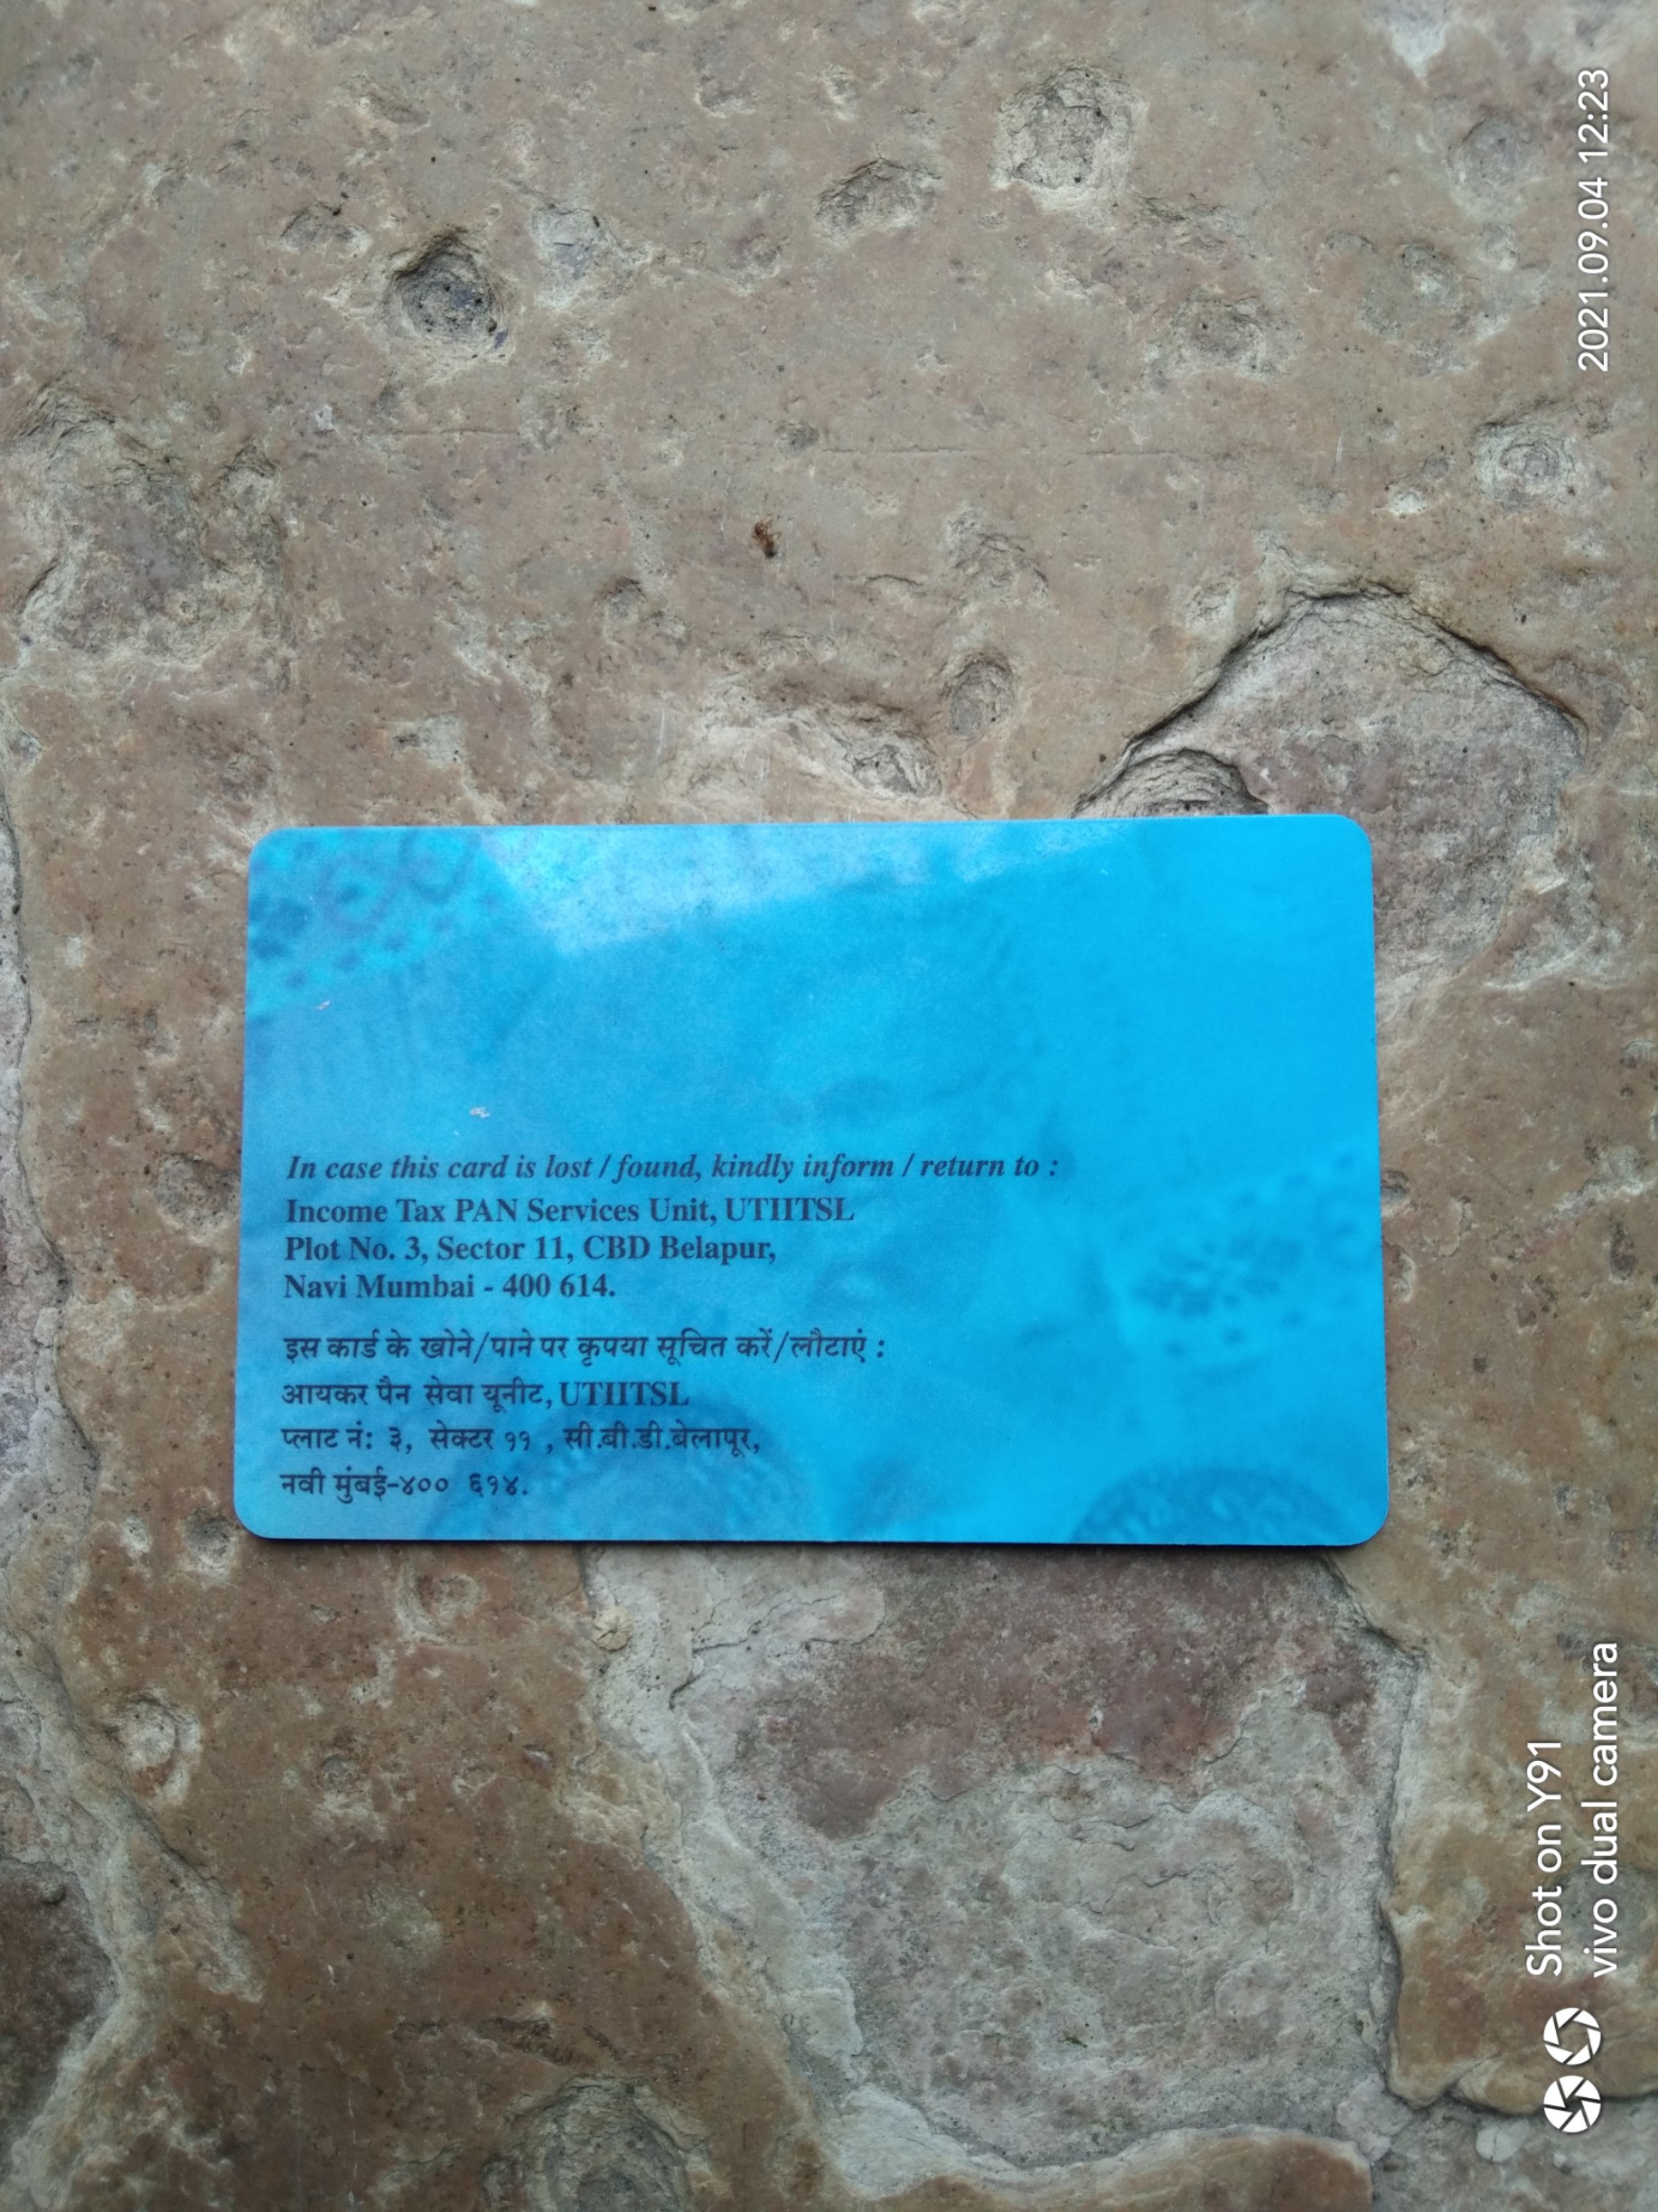 2021.09.04 12:23
In case this card is lost / found, kindly inform / return to :
Income Tax PAN Services Unit, UTIITSL
Plot No. 3, Sector 11, CBD Belapur,
Navi Mumbai - 400 614.
इस कार्ड के खोने/पाने पर कृपया सूचित करें/लौटाएं :
आयकर पैन सेवा यूनीट, UTIITSL
प्लाट नं: ३, सेक्टर ११ , सी.बी.डी.बेलापूर,
नवी मुंबई-४०० ६१४.
Shot on Y91
vivo dual camera